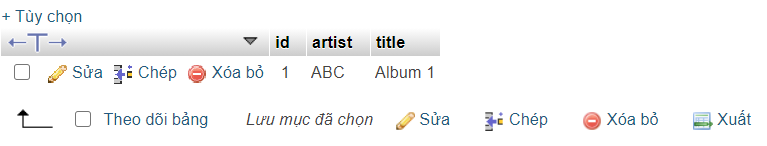 + Tùy chọn
←T→ id artist title
Sửa Chép Xóa bỏ 1 ABC Album 1
Theo dõi bảng Lưu mục đã chọn Sửa Chép Xóa bỏ Xuất